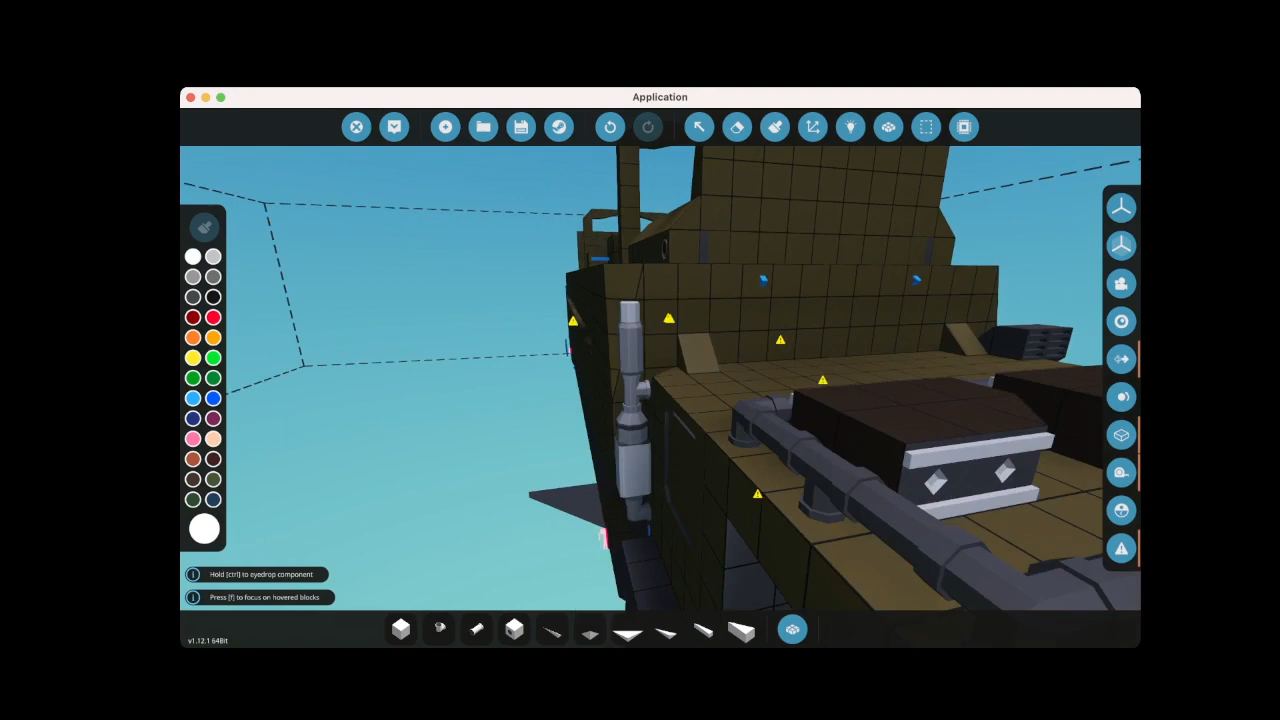 Application
Hold [ctrl] to eyedrop component
Press [f] to focus on hovered blocks
v1.12.1 64Bit